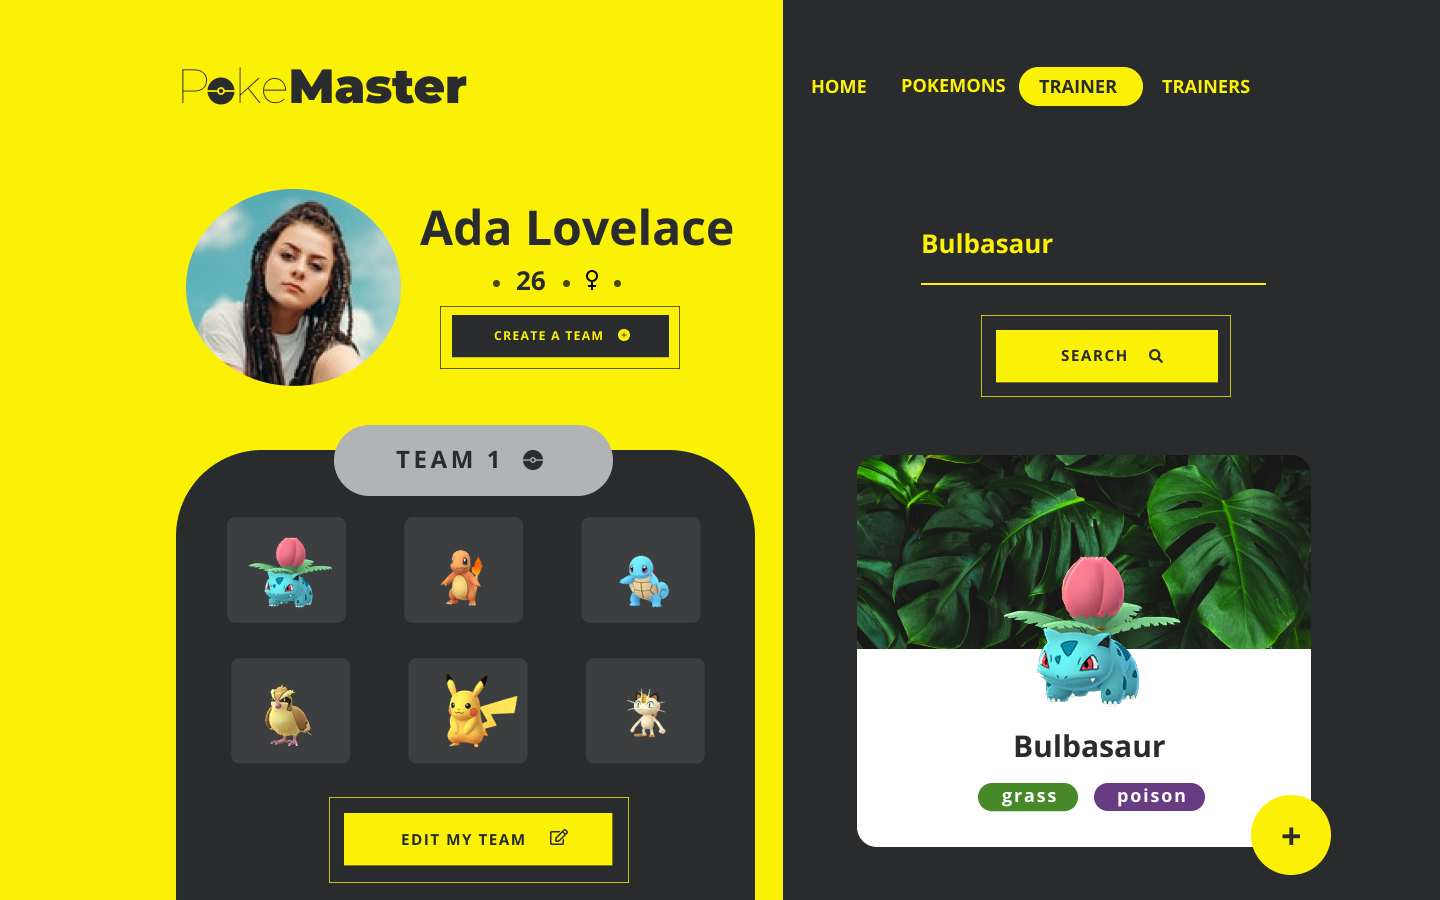 PokeMaster
HOME POKEMONS TRAINER TRAINERS
Ada Lovelace
• 26 • ♀ •
CREATE A TEAM
TEAM 1
EDIT MY TEAM
Bulbasaur
SEARCH
Bulbasaur
grass poison
+